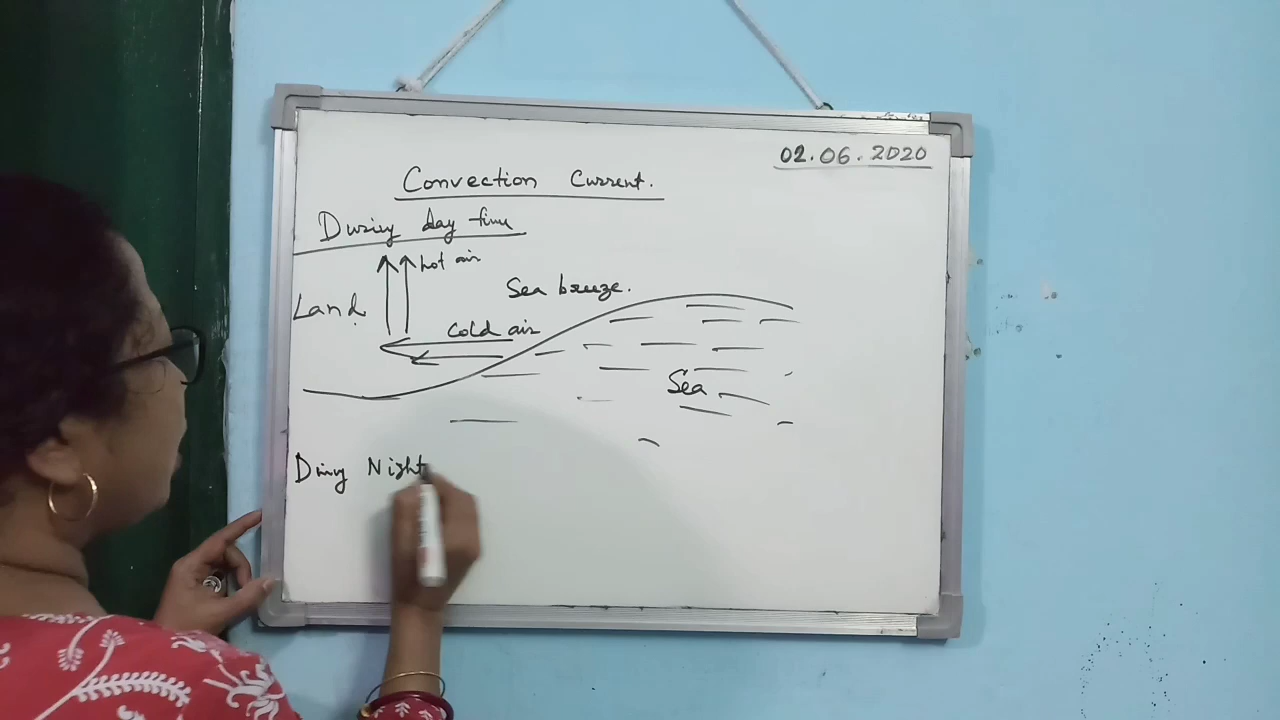 02.06.2020
Convection Current.
During day time
hot air
Sea breeze.
Land
Cold air
Sea
During Night